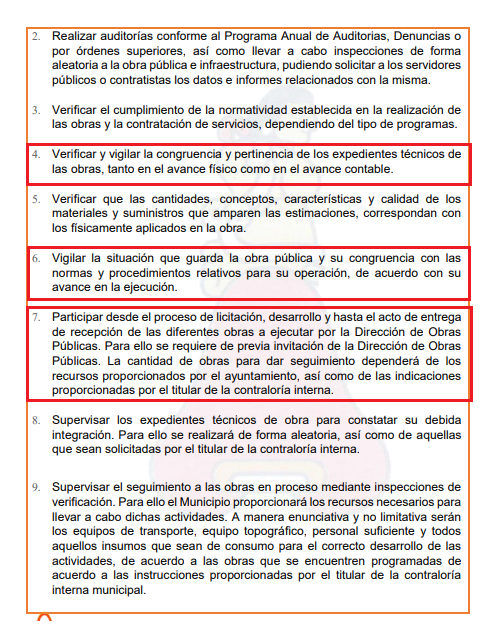 2. Realizar auditorías conforme al Programa Anual de Auditorias, Denuncias o
por órdenes superiores, así como llevar a cabo inspecciones de forma
aleatoria a la obra pública e infraestructura, pudiendo solicitar a los servidores
públicos o contratistas los datos e informes relacionados con la misma.
3. Verificar el cumplimiento de la normatividad establecida en la realización de
las obras y la contratación de servicios, dependiendo del tipo de programas.
4. Verificar y vigilar la congruencia y pertinencia de los expedientes técnicos de
las obras, tanto en el avance físico como en el avance contable.
5. Verificar que las cantidades, conceptos, características y calidad de los
materiales y suministros que amparen las estimaciones, correspondan con
los físicamente aplicados en la obra.
6. Vigilar la situación que guarda la obra pública y su congruencia con las
normas y procedimientos relativos para su operación, de acuerdo con su
avance en la ejecución.
7. Participar desde el proceso de licitación, desarrollo y hasta el acto de entrega
de recepción de las diferentes obras a ejecutar por la Dirección de Obras
Públicas. Para ello se requiere de previa invitación de la Dirección de Obras
Públicas. La cantidad de obras para dar seguimiento dependerá de los
recursos proporcionados por el ayuntamiento, así como de las indicaciones
proporcionadas por el titular de la contraloría interna.
8. Supervisar los expedientes técnicos de obra para constatar su debida
integración. Para ello se realizará de forma aleatoria, así como de aquellas
que sean solicitadas por el titular de la contraloría interna.
9. Supervisar el seguimiento a las obras en proceso mediante inspecciones de
verificación. Para ello el Municipio proporcionará los recursos necesarios para
llevar a cabo dichas actividades. A manera enunciativa y no limitativa serán
los equipos de transporte, equipo topográfico, personal suficiente y todos
aquellos insumos que sean de consumo para el correcto desarrollo de las
actividades, de acuerdo a las obras que se encuentren programadas de
acuerdo a las instrucciones proporcionadas por el titular de la contraloría
interna municipal.